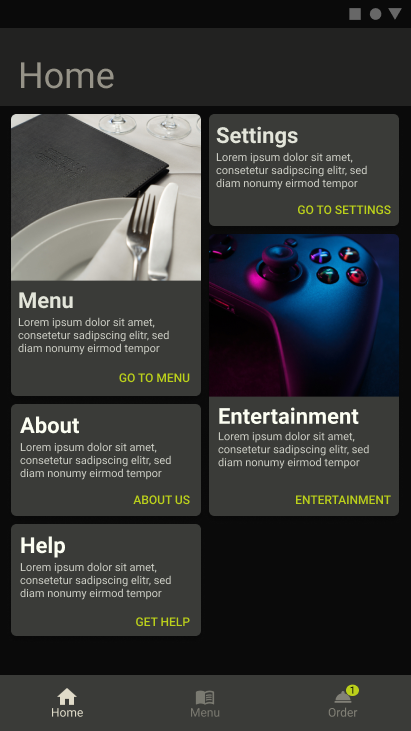 Home
Menu
Lorem ipsum dolor sit amet,
consetetur sadipscing elitr, sed
diam nonumy eirmod tempor
GO TO MENU
About
Lorem ipsum dolor sit amet,
consetetur sadipscing elitr, sed
diam nonumy eirmod tempor
ABOUT US
Help
Lorem ipsum dolor sit amet,
consetetur sadipscing elitr, sed
diam nonumy eirmod tempor
GET HELP
Settings
Lorem ipsum dolor sit amet,
consetetur sadipscing elitr, sed
diam nonumy eirmod tempor
GO TO SETTINGS
Entertainment
Lorem ipsum dolor sit amet,
consetetur sadipscing elitr, sed
diam nonumy eirmod tempor
ENTERTAINMENT
Home
Menu
1
Order